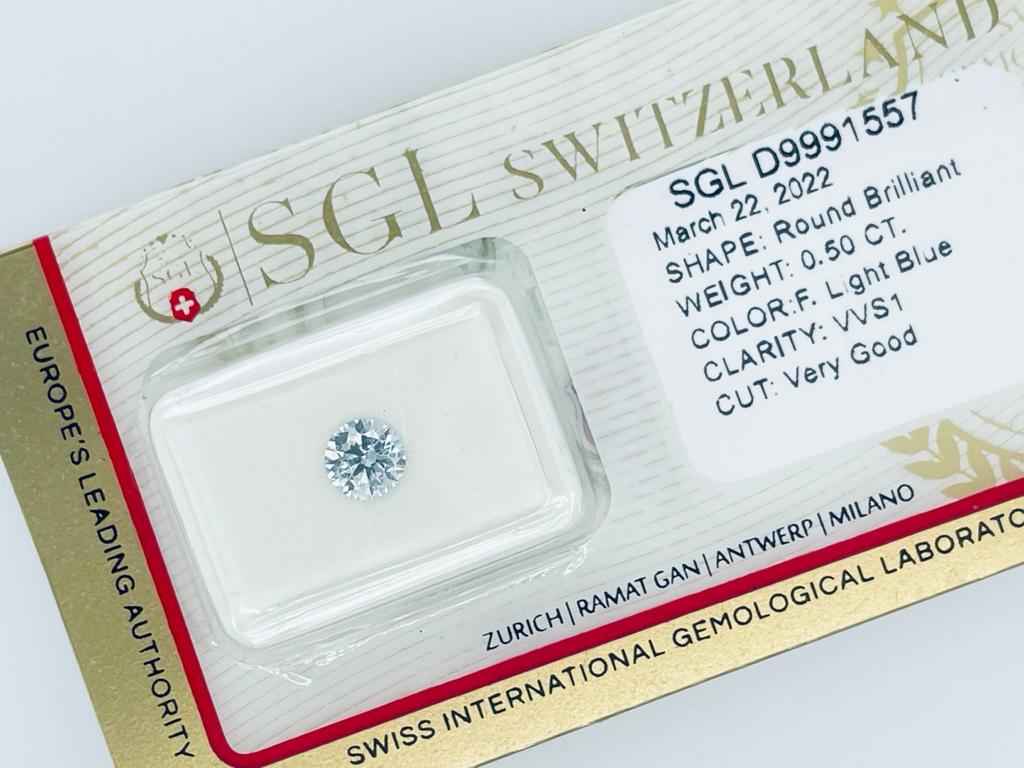 SGL SWITZERLAND
SGL
SGL D9991557
March 22, 2022
SHAPE: Round Brilliant
WEIGHT: 0.50 CT.
COLOR:F. Light Blue
CLARITY: VVS1
CUT: Very Good
ZURICH | RAMAT GAN | ANTWERP | MILANO
SWISS INTERNATIONAL GEMOLOGICAL LABORATO
EUROPE'S LEADING AUTHORITY